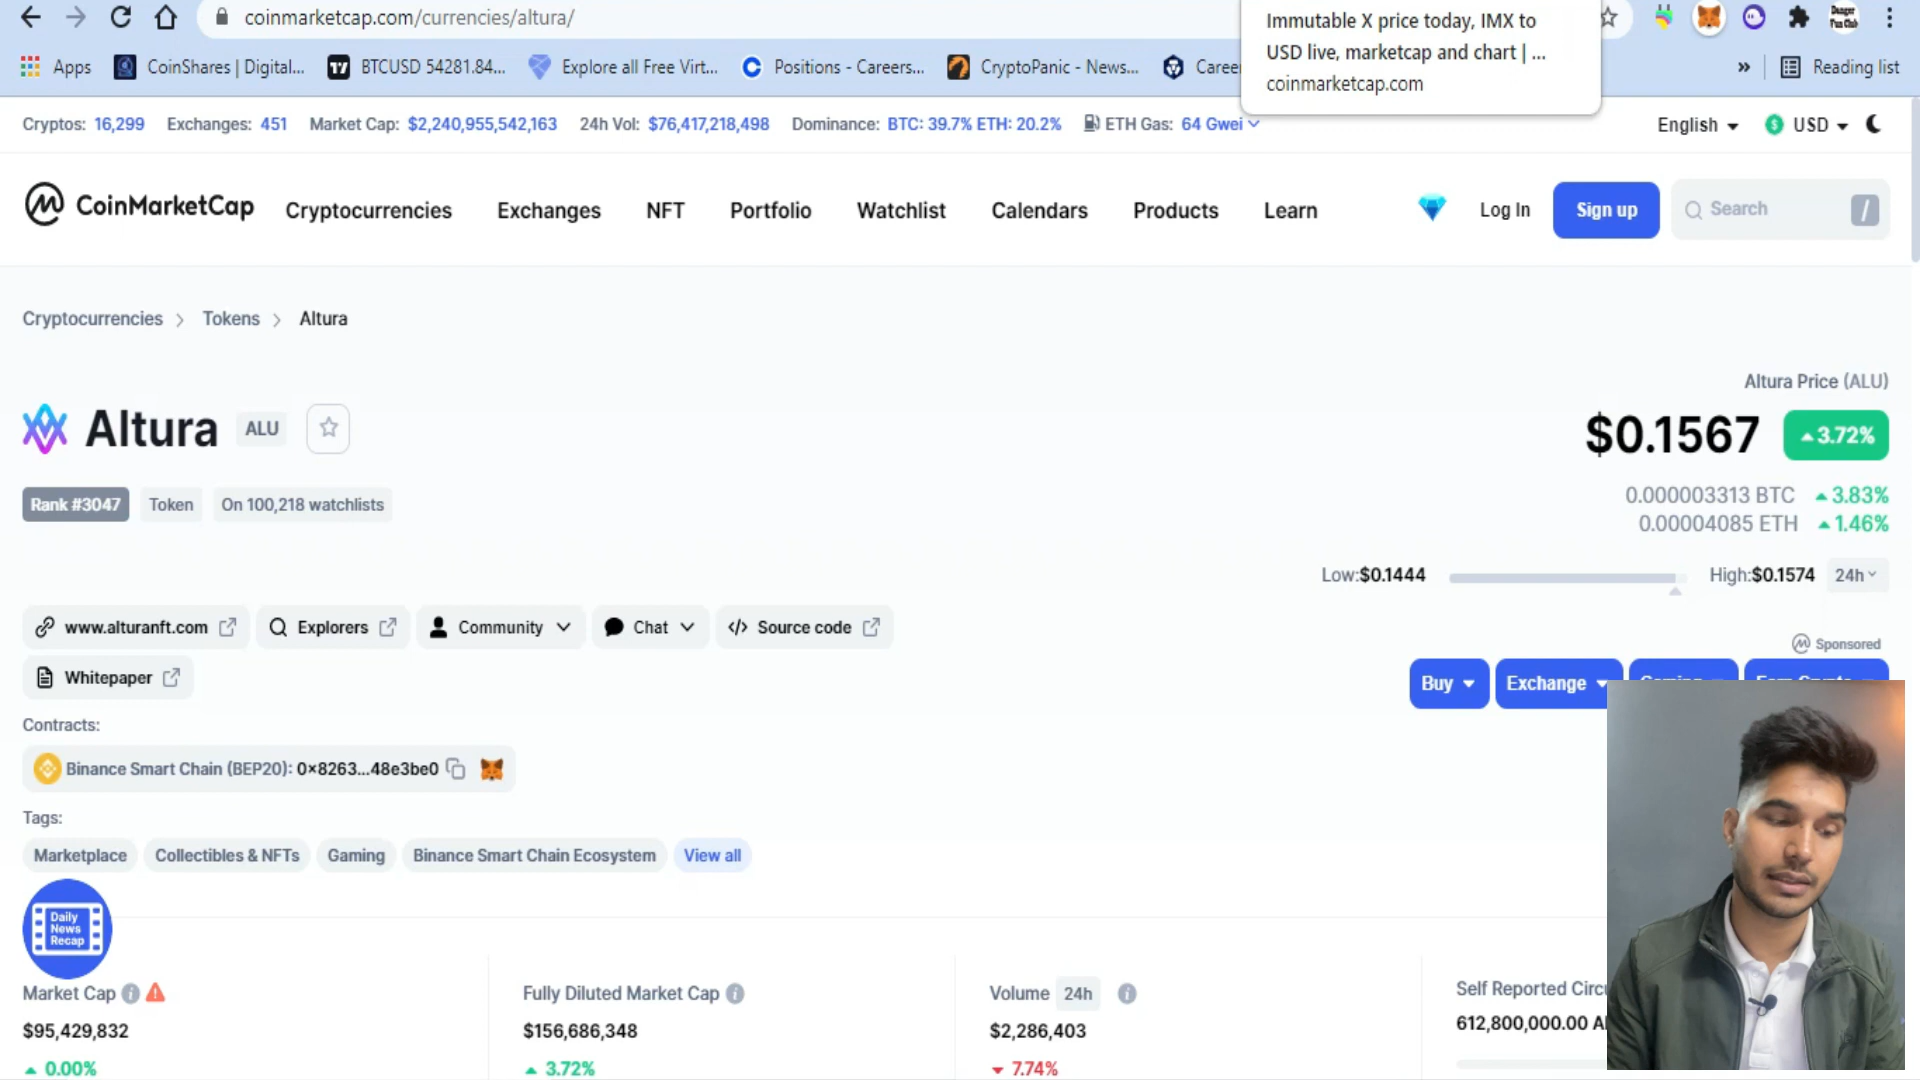 coinmarketcap.com/currencies/altura/
Immutable X price today, IMX to
USD live, marketcap and chart | ...
coinmarketcap.com
Apps
CoinShares | Digital...
BTCUSD 54281.84...
Explore all Free Virt...
Positions - Careers...
CryptoPanic - News...
Career
»
Reading list
Cryptos: 16,299 Exchanges: 451 Market Cap: $2,240,955,542,163 24h Vol: $76,417,218,498 Dominance: BTC: 39.7% ETH: 20.2% ETH Gas: 64 Gwei
English
USD
CoinMarketCap
Cryptocurrencies
Exchanges
NFT
Portfolio
Watchlist
Calendars
Products
Learn
Log In
Sign up
Search
/
Cryptocurrencies > Tokens > Altura
Altura Price (ALU)
Altura ALU
$0.1567
3.72%
Rank #3047
Token
On 100,218 watchlists
0.000003313 BTC 3.83%
0.00004085 ETH 1.46%
Low:$0.1444
High:$0.1574
24h
www.alturanft.com
Explorers
Community
Chat
</> Source code
Sponsored
Whitepaper
Buy
Exchange
Contracts:
Binance Smart Chain (BEP20): 0x8263...48e3be0
Tags:
Marketplace
Collectibles & NFTs
Gaming
Binance Smart Chain Ecosystem
View all
Daily
News
Recap
Market Cap
$95,429,832
0.00%
Fully Diluted Market Cap
$156,686,348
3.72%
Volume 24h
$2,286,403
7.74%
Self Reported Circu
612,800,000.00